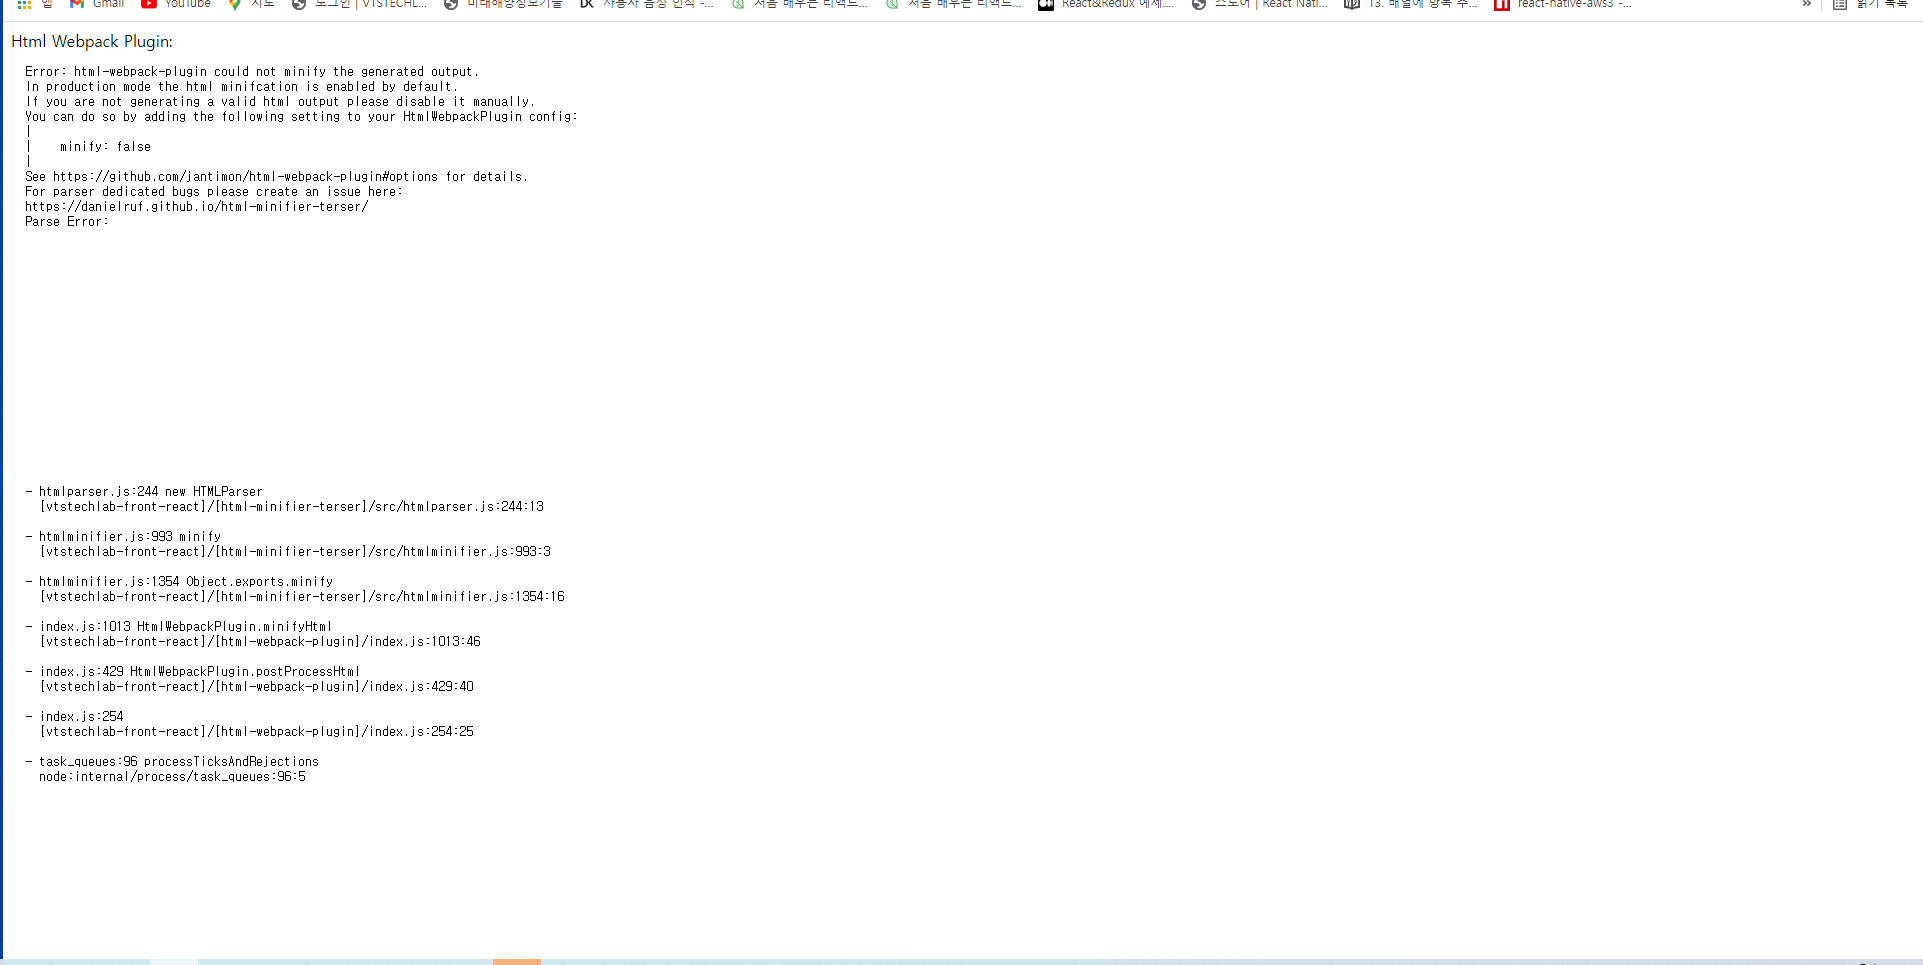 앱 Gmail YouTube 지도 로그인 | VTSTECHL... 미래해양정보기술 DK 사용자 음성 인식 -... 처음 배우는 리액트... 처음 배우는 리액트... React&Redux 예제.... 스토어 | React Nati... 13. 배열에 항목 추... react-native-aws3 -... » 읽기 목록
Html Webpack Plugin:
Error: html-webpack-plugin could not minify the generated output.
In production mode the html minifcation is enabled by default.
If you are not generating a valid html output please disable it manually.
You can do so by adding the following setting to your HtmlWebpackPlugin config:
|
|    minify: false
|
See https://github.com/jantimon/html-webpack-plugin#options for details.
For parser dedicated bugs please create an issue here:
https://danielruf.github.io/html-minifier-terser/
Parse Error:
- htmlparser.js:244 new HTMLParser
[vtstechlab-front-react]/[html-minifier-terser]/src/htmlparser.js:244:13
- htmlminifier.js:993 minify
[vtstechlab-front-react]/[html-minifier-terser]/src/htmlminifier.js:993:3
- htmlminifier.js:1354 Object.exports.minify
[vtstechlab-front-react]/[html-minifier-terser]/src/htmlminifier.js:1354:16
- index.js:1013 HtmlWebpackPlugin.minifyHtml
[vtstechlab-front-react]/[html-webpack-plugin]/index.js:1013:46
- index.js:429 HtmlWebpackPlugin.postProcessHtml
[vtstechlab-front-react]/[html-webpack-plugin]/index.js:429:40
- index.js:254
[vtstechlab-front-react]/[html-webpack-plugin]/index.js:254:25
- task_queues:96 processTicksAndRejections
node:internal/process/task_queues:96:5